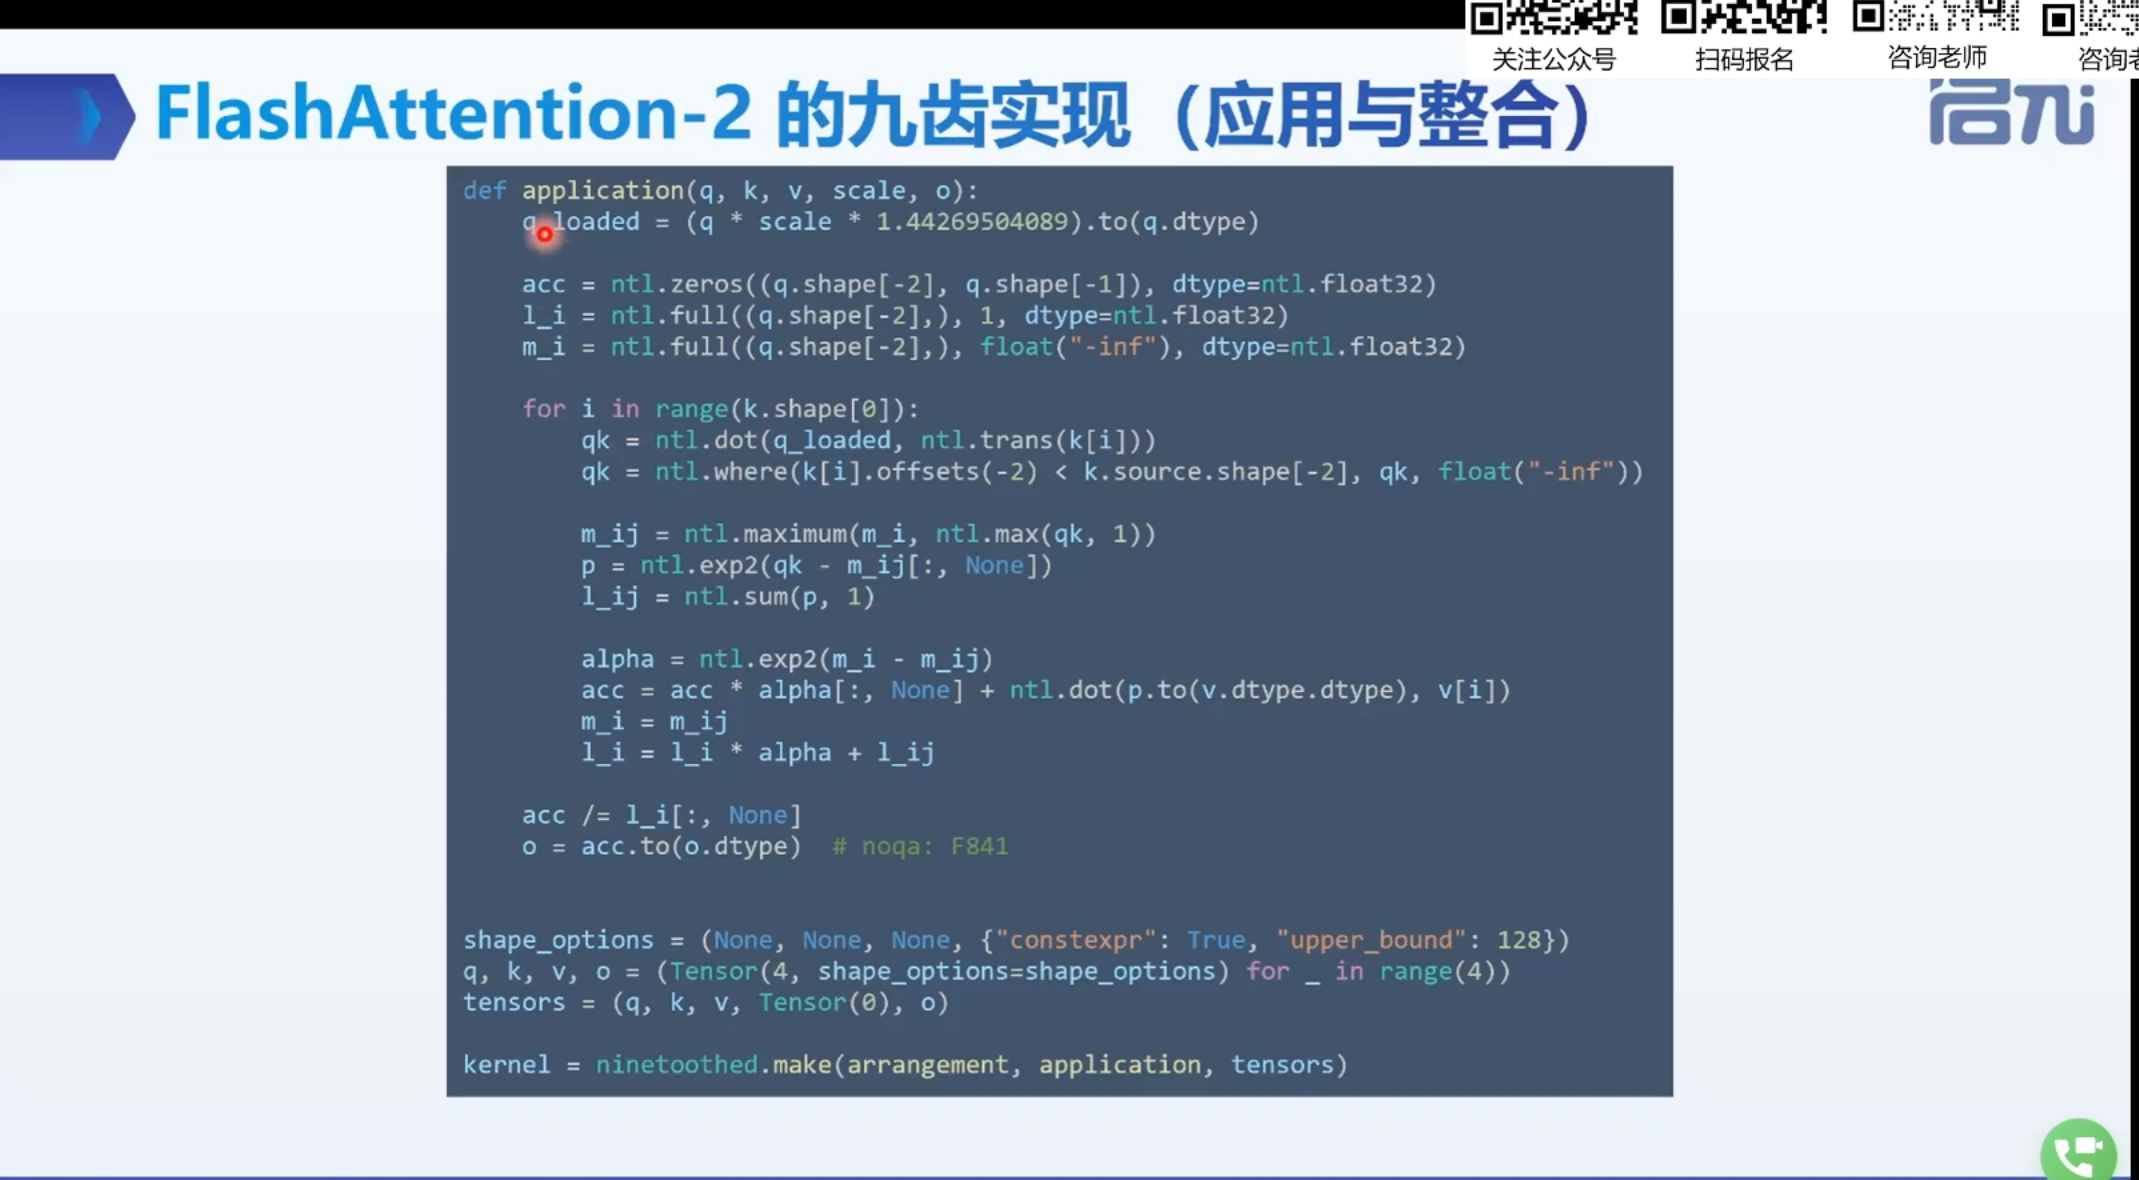 关注公众号
扫码报名
咨询老师
咨询老
FlashAttention-2 的九齿实现（应用与整合）
启元
def application(q, k, v, scale, o):
    q_loaded = (q * scale * 1.44269504089).to(q.dtype)
    acc = ntl.zeros((q.shape[-2], q.shape[-1]), dtype=ntl.float32)
    l_i = ntl.full((q.shape[-2],), 1, dtype=ntl.float32)
    m_i = ntl.full((q.shape[-2],), float("-inf"), dtype=ntl.float32)
    for i in range(k.shape[0]):
        qk = ntl.dot(q_loaded, ntl.trans(k[i]))
        qk = ntl.where(k[i].offsets(-2) < k.source.shape[-2], qk, float("-inf"))
        m_ij = ntl.maximum(m_i, ntl.max(qk, 1))
        p = ntl.exp2(qk - m_ij[:, None])
        l_ij = ntl.sum(p, 1)
        alpha = ntl.exp2(m_i - m_ij)
        acc = acc * alpha[:, None] + ntl.dot(p.to(v.dtype.dtype), v[i])
        m_i = m_ij
        l_i = l_i * alpha + l_ij
    acc /= l_i[:, None]
    o = acc.to(o.dtype)  # noqa: F841
shape_options = (None, None, None, {"constexpr": True, "upper_bound": 128})
q, k, v, o = (Tensor(4, shape_options=shape_options) for _ in range(4))
tensors = (q, k, v, Tensor(0), o)
kernel = ninetoothed.make(arrangement, application, tensors)